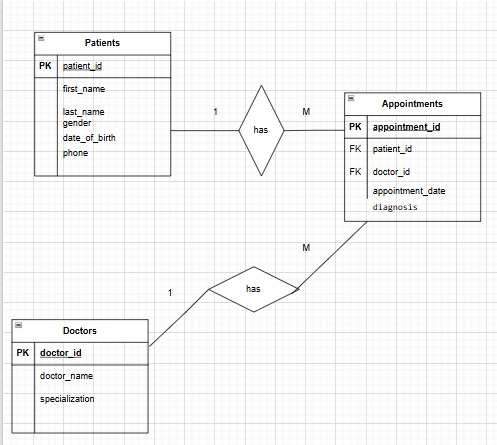 Patients
PK patient_id
first_name
last_name
gender
date_of_birth
phone
1
has
M
Appointments
PK appointment_id
FK patient_id
FK doctor_id
appointment_date
diagnosis
M
has
1
Doctors
PK doctor_id
doctor_name
specialization